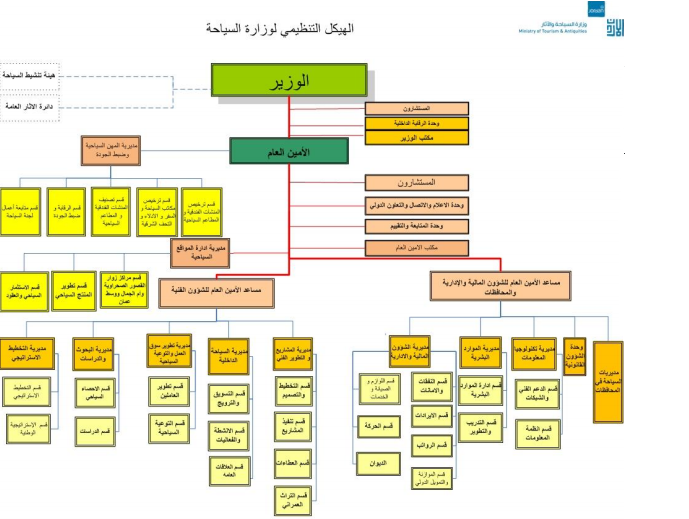 وزارة السياحة والآثار
Ministry of Tourism & Antiquities
الهيكل التنظيمي لوزارة السياحة
هيئة تنشيط السياحة
دائرة الاثار العامة
الوزير
المستشارون
وحدة الرقابة الداخلية
مكتب الوزير
الأمين العام
مديرية المهن السياحية
وضبط الجودة
المستشارون
وحدة الاعلام والاتصال والتعاون الدولي
وحدة المتابعة والتقييم
مكتب الامين العام
قسم متابعة أعمال
لجنة السياحة
قسم الرقابة و
ضبط الجودة
قسم تصنيف
المنشآت الفندقية
و المطاعم
السياحية
قسم ترخيص
مكاتب السياحة و
السفر و الادلاء و
التحف الشرقية
قسم ترخيص
المنشآت الفندقية و
المطاعم السياحية
مديرية ادارة المواقع
السياحية
قسم الاستثمار
السياحي والعقود
قسم تطوير
المنتج السياحي
قسم مراكز زوار
القصور الصحراوية
وام الجمال ووسط
عمان
مساعد الأمين العام للشؤون الفنية
مساعد الأمين العام للشؤون المالية والإدارية
والمحافظات
مديرية التخطيط
الاستراتيجي
قسم التخطيط
الاستراتيجي
قسم الإستراتيجية
الوطنية
مديرية البحوث
والدراسات
قسم الاحصاء
السياحي
قسم الدراسات
مديرية تطوير سوق
العمل والتوعية
السياحية
قسم تطوير
العاملين
قسم التوعية
السياحية
مديرية السياحة
الداخلية
قسم التسويق
والترويج
قسم الانشطة
والفعاليات
قسم العلاقات
العامه
مديرية المشاريع
و التطوير الفني
قسم التخطيط
والتصميم
قسم تنفيذ
المشاريع
قسم العطاءات
قسم التراث
العمراني
مديرية الشؤون
المالية والادارية
قسم اللوازم و
الصيانة و
الخدمات
قسم الحركة
الديوان
قسم النفقات
والامانات
قسم الايرادات
قسم الرواتب
قسم الموازنة
والتمويل الدولي
مديرية الموارد
البشرية
قسم ادارة الموارد
البشرية
قسم التدريب
والتطوير
مديرية تكنولوجيا
المعلومات
قسم الدعم الفني
والشبكات
قسم انظمة
المعلومات
وحدة
الشؤون
القانونية
مديريات
السياحة في
المحافظات